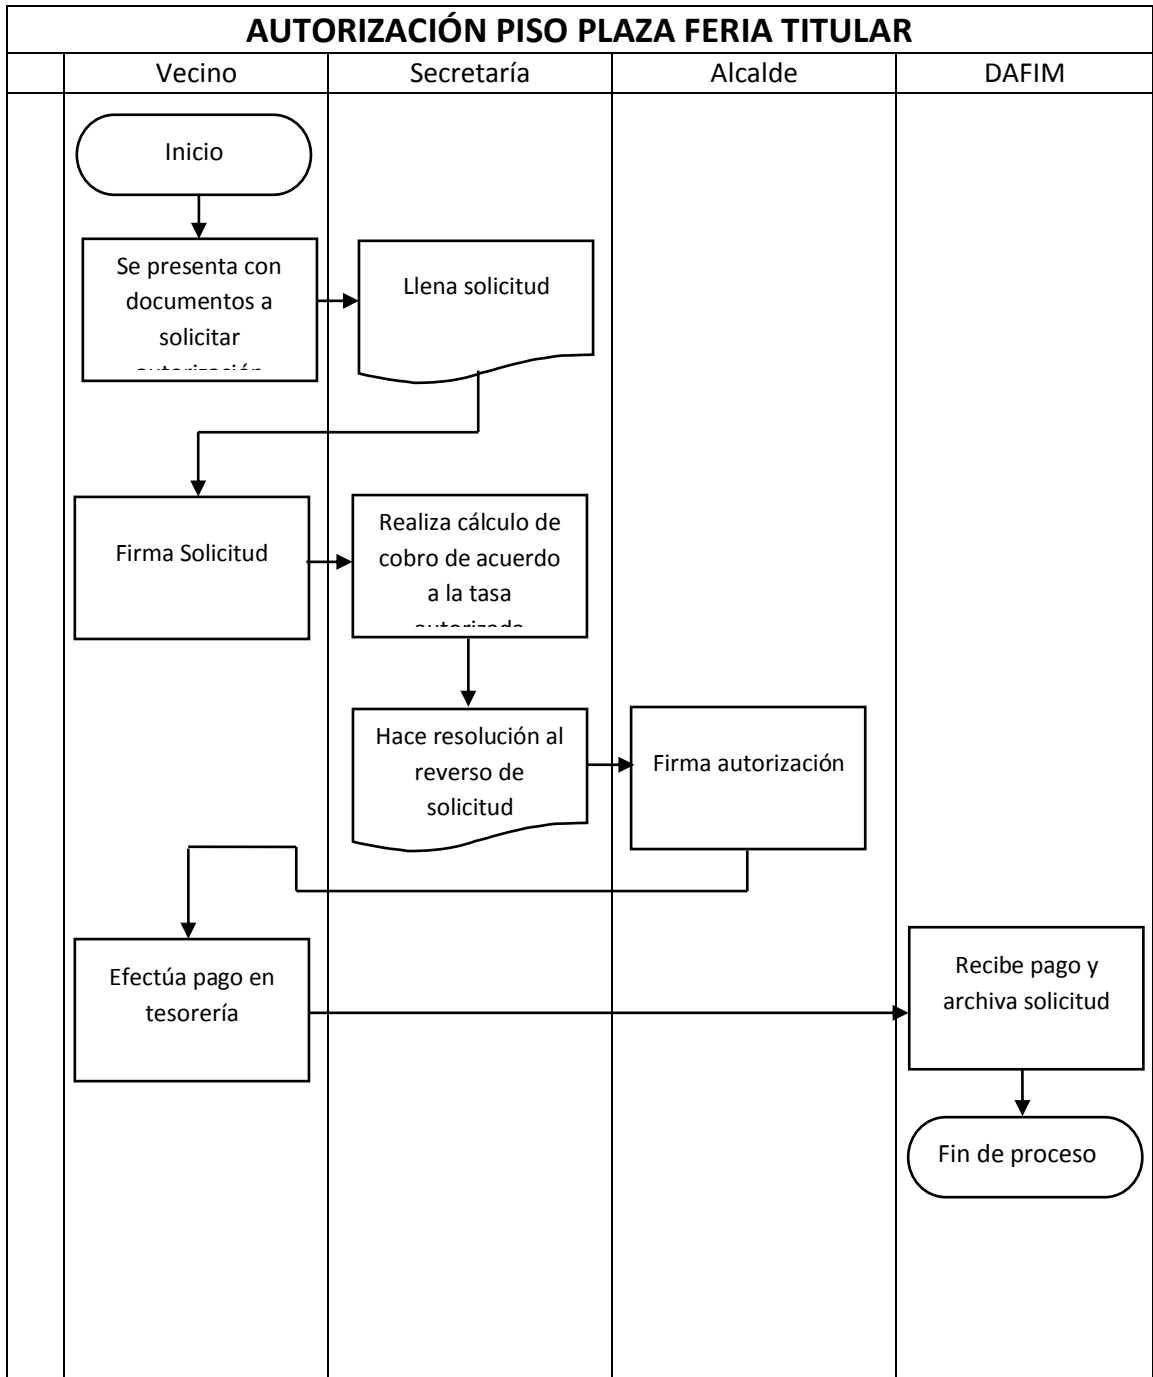 AUTORIZACIÓN PISO PLAZA FERIA TITULAR
Vecino
Secretaría
Alcalde
DAFIM
Inicio
Se presenta con
documentos a
solicitar
autorización
Llena solicitud
Firma Solicitud
Realiza cálculo de
cobro de acuerdo
a la tasa
autorizada
Hace resolución al
reverso de
solicitud
Firma autorización
Efectúa pago en
tesorería
Recibe pago y
archiva solicitud
Fin de proceso